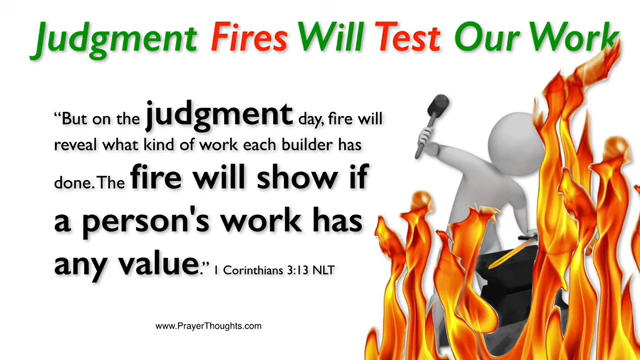 Judgment Fires Will Test Our Work
“But on the judgment day, fire will
reveal what kind of work each builder has
done. The fire will show if
a person's work has
any value.” 1 Corinthians 3:13 NLT
www.PrayerThoughts.com